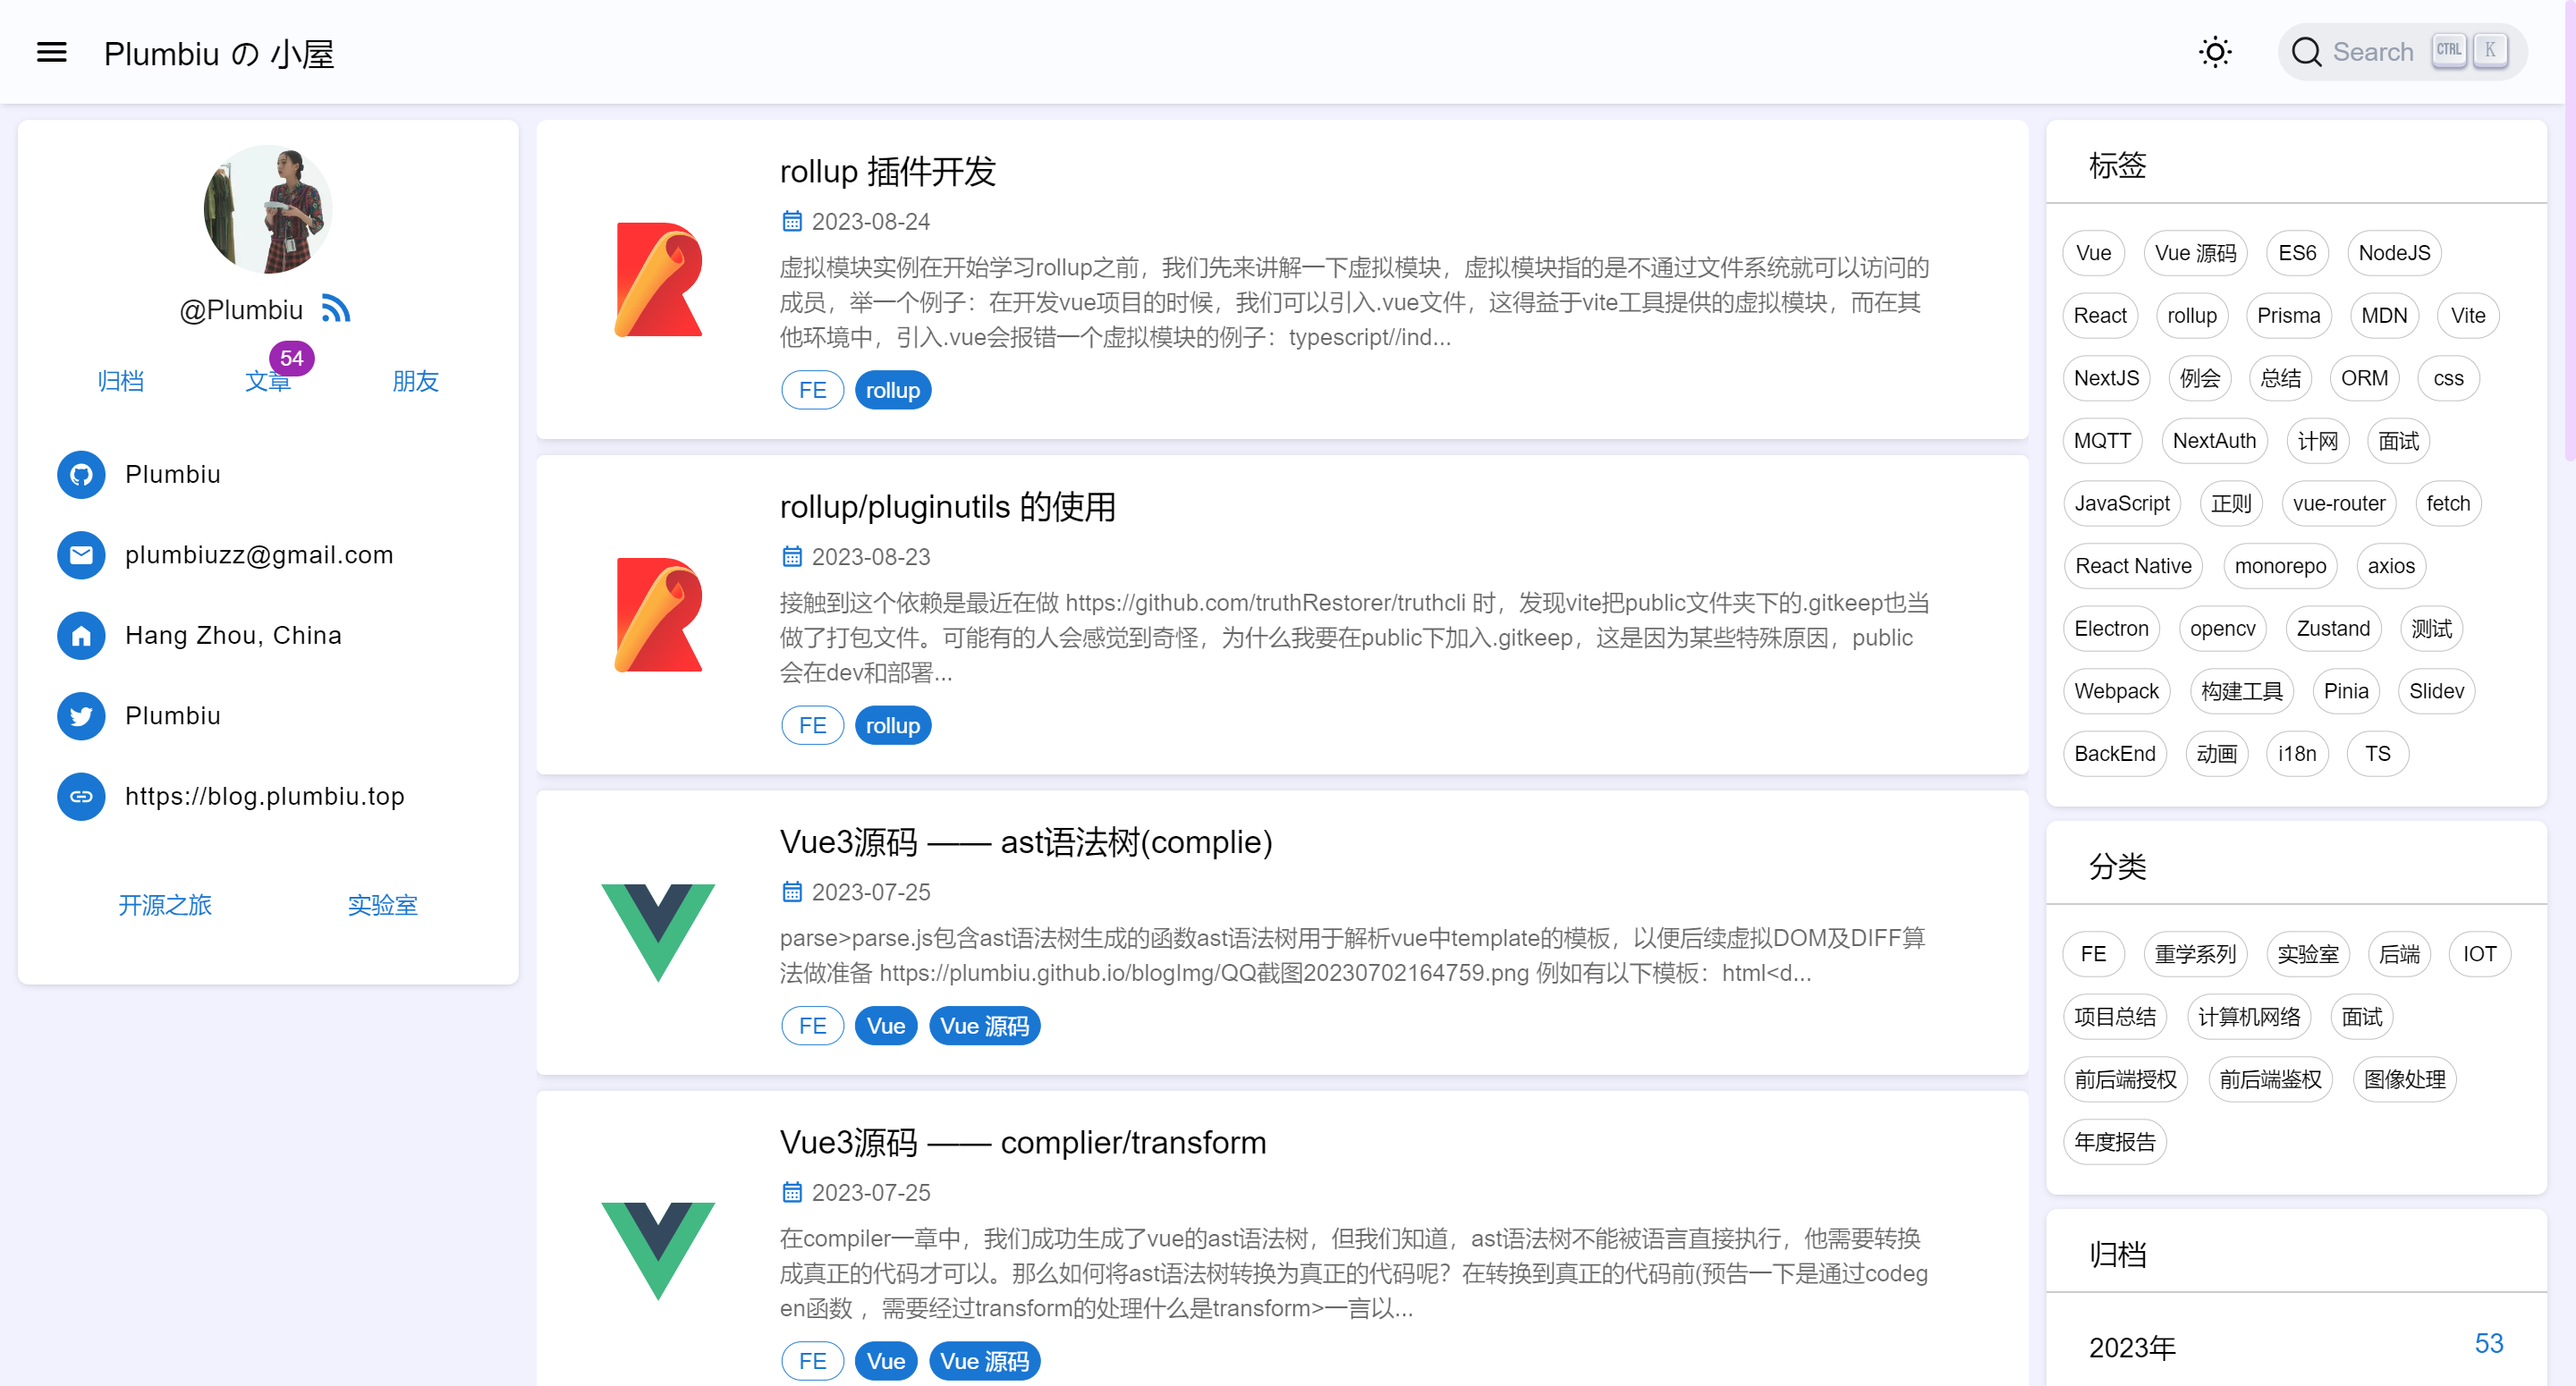 Plumbiu の 小屋
Search CTRL K
@Plumbiu
54
归档 文章 朋友
Plumbiu
plumbiuzz@gmail.com
Hang Zhou, China
Plumbiu
https://blog.plumbiu.top
开源之旅 实验室
rollup 插件开发
2023-08-24
虚拟模块实例在开始学习rollup之前，我们先来讲解一下虚拟模块，虚拟模块指的是不通过文件系统就可以访问的
成员，举一个例子：在开发vue项目的时候，我们可以引入.vue文件，这得益于vite工具提供的虚拟模块，而在其
他环境中，引入.vue会报错一个虚拟模块的例子：typescript//ind...
FE rollup
rollup/pluginutils 的使用
2023-08-23
接触到这个依赖是最近在做 https://github.com/truthRestorer/truthcli 时，发现vite把public文件夹下的.gitkeep也当
做了打包文件。可能有的人会感觉到奇怪，为什么我要在public下加入.gitkeep，这是因为某些特殊原因，public
会在dev和部署...
FE rollup
Vue3源码 —— ast语法树(complie)
2023-07-25
parse>parse.js包含ast语法树生成的函数ast语法树用于解析vue中template的模板，以便后续虚拟DOM及DIFF算
法做准备 https://plumbiu.github.io/blogImg/QQ截图20230702164759.png 例如有以下模板：html<d...
FE Vue Vue 源码
Vue3源码 —— complier/transform
2023-07-25
在compiler一章中，我们成功生成了vue的ast语法树，但我们知道，ast语法树不能被语言直接执行，他需要转换
成真正的代码才可以。那么如何将ast语法树转换为真正的代码呢？在转换到真正的代码前(预告一下是通过codeg
en函数 ，需要经过transform的处理什么是transform>一言以...
FE Vue Vue 源码
标签
Vue Vue 源码 ES6 NodeJS
React rollup Prisma MDN Vite
NextJS 例会 总结 ORM css
MQTT NextAuth 计网 面试
JavaScript 正则 vue-router fetch
React Native monorepo axios
Electron opencv Zustand 测试
Webpack 构建工具 Pinia Slidev
BackEnd 动画 i18n TS
分类
FE 重学系列 实验室 后端 IOT
项目总结 计算机网络 面试
前后端授权 前后端鉴权 图像处理
年度报告
归档
2023年 53